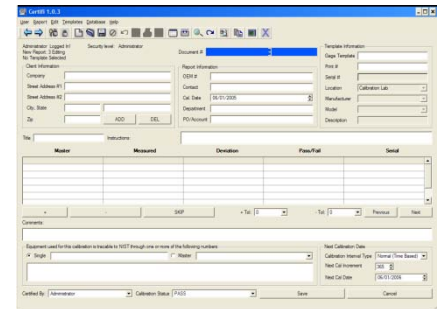 Certifi 1.0.3
User Report Edit Templates Database Help
Administrator Logged In! Security level: Administrator
New Report: 3 Editing
No Template Selected
Document #
Client Information
Company
Street Address #1
Street Address #2
City, State
Zip
ADD DEL
Report Information
OEM #
Contact
Cal. Date 06/01/2005
Department
PO/Account
Template Information
Gage Template
Print #
Serial #
Location Calibration Lab
Manufacturer
Model
Description
Title Instructions:
Master Measured Deviation Pass/Fail Serial
+ - SKIP + Tol: 0 - Tol: 0 Previous Next
Comments:
Equipment used for this calibration is traceable to NIST through one or more of the following numbers:
Single Master
Next Calibration Date
Calibration Interval Type Normal (Time Based)
Next Cal Increment 365
Next Cal Date 06/01/2006
Certified By: Administrator Calibration Status: PASS Save Cancel